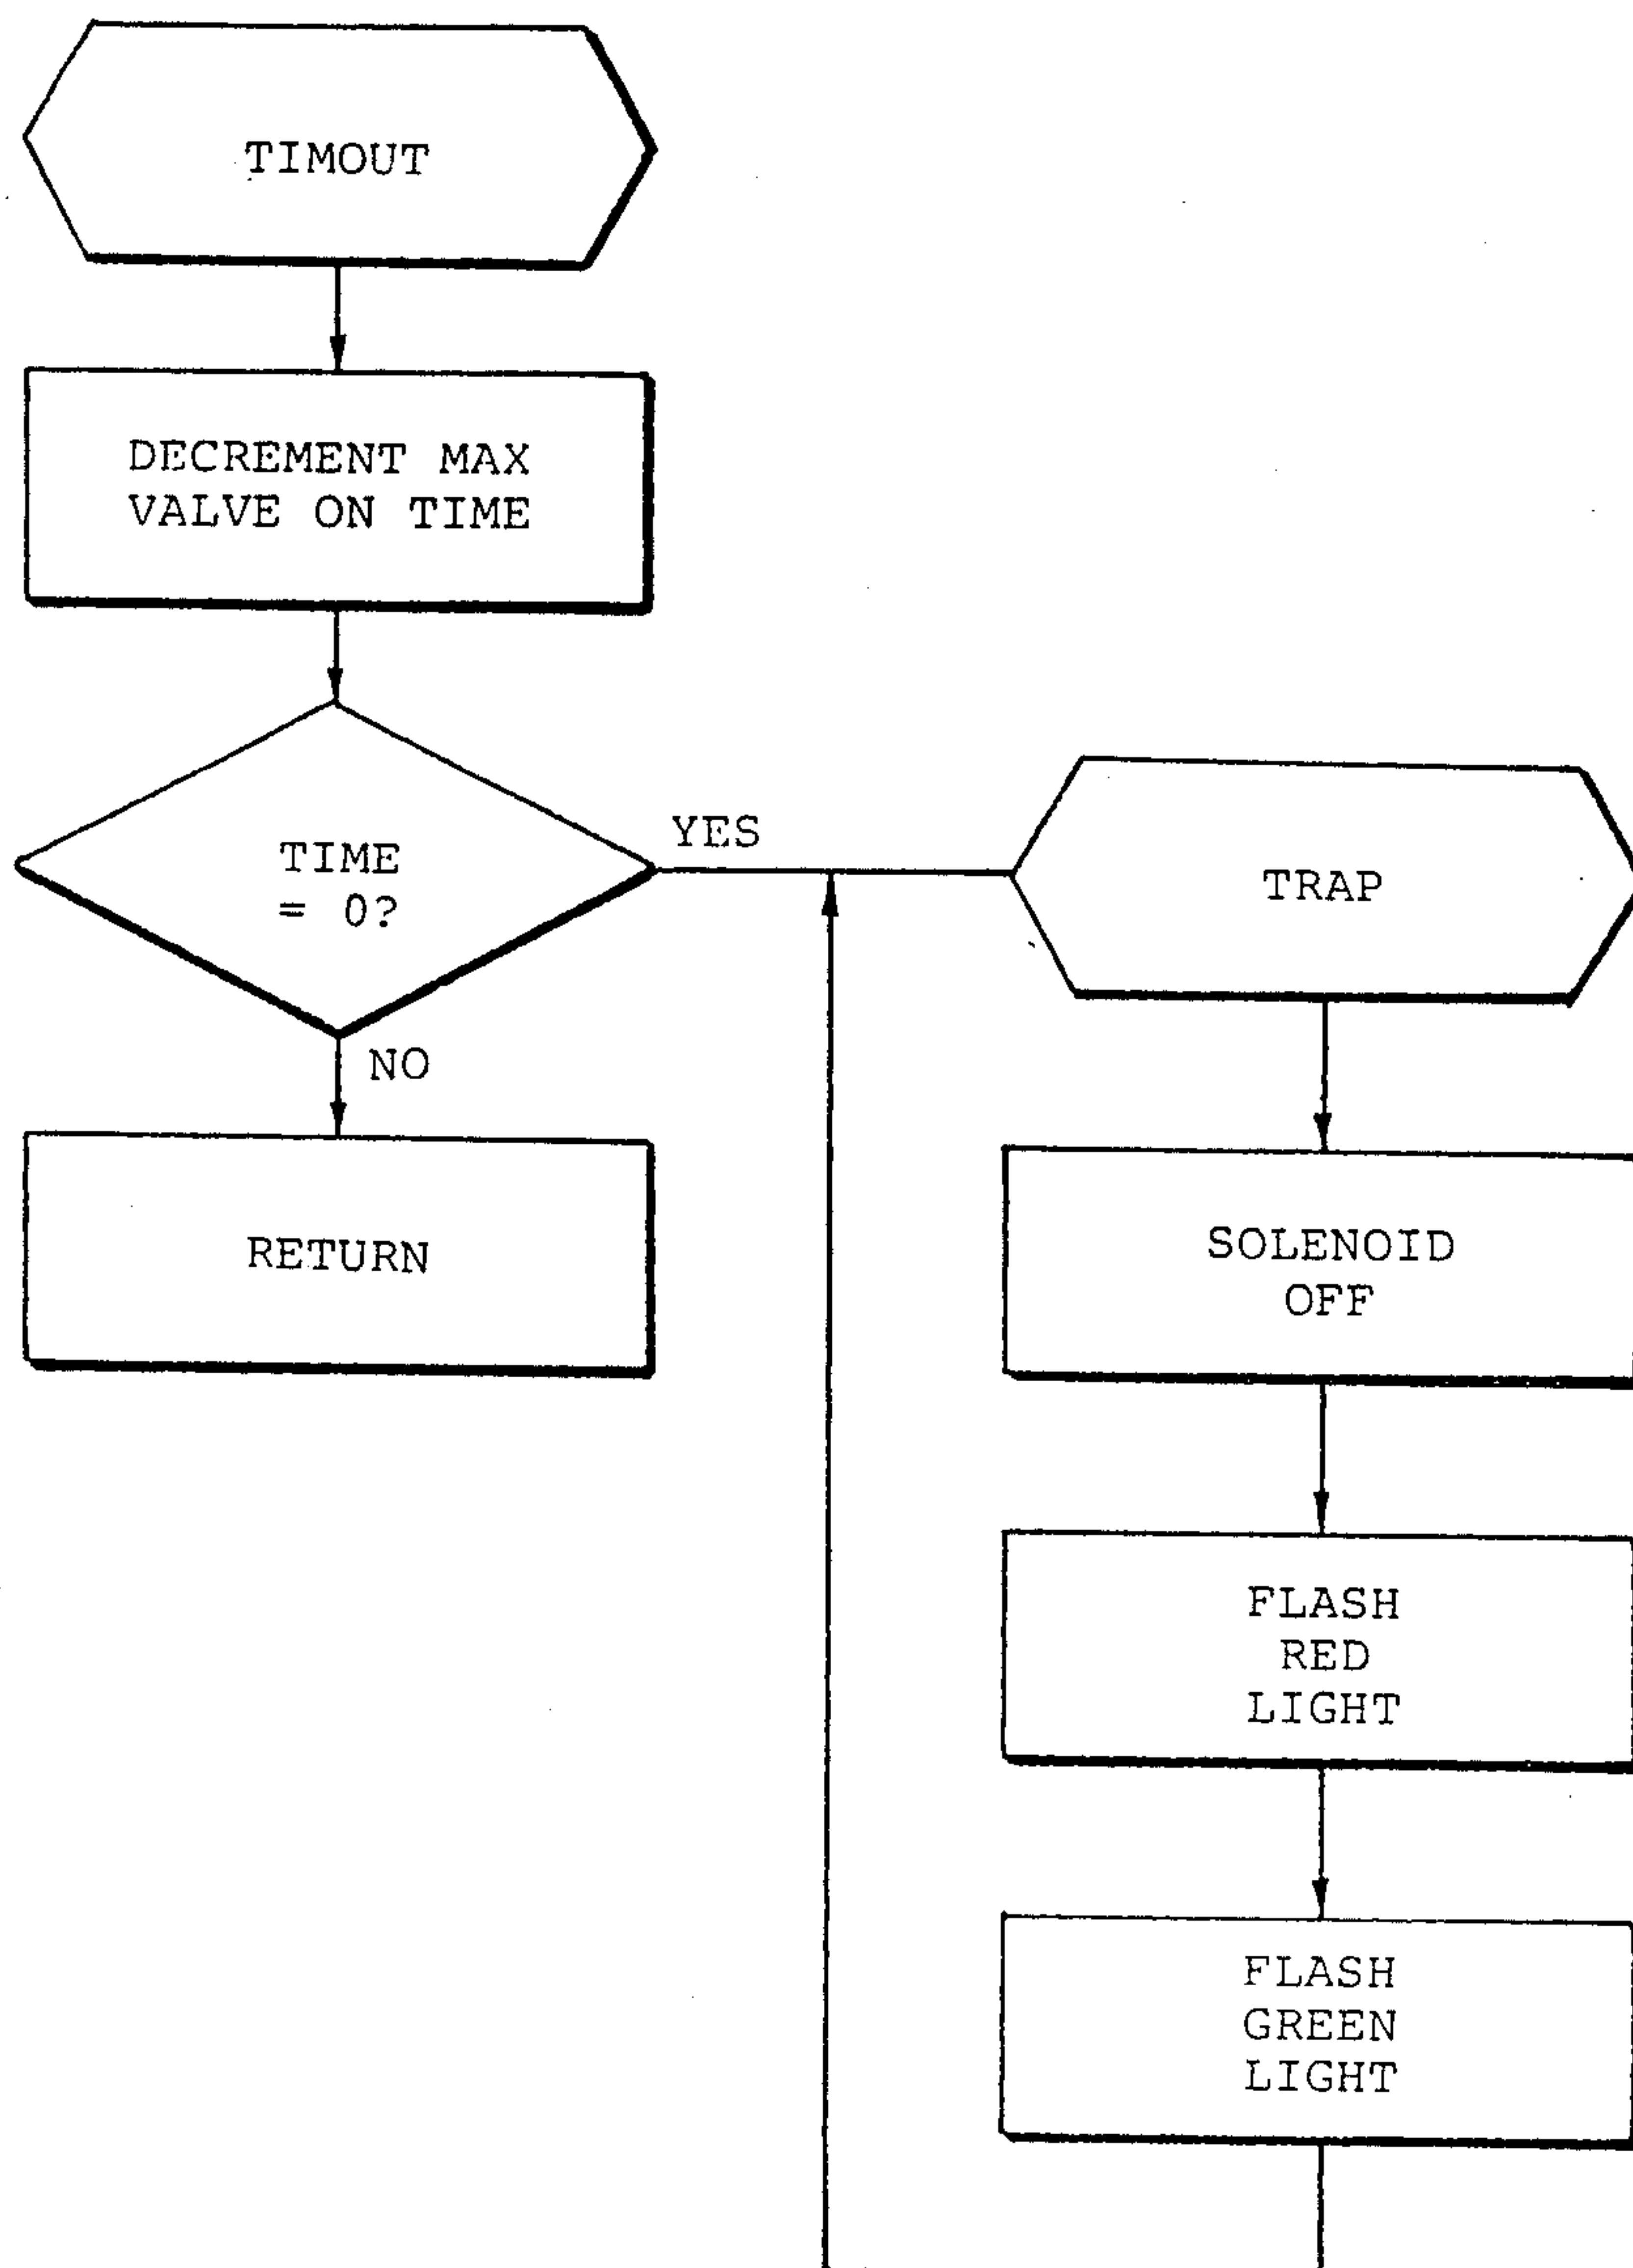 TIMOUT
DECREMENT MAX
VALVE ON TIME
TIME
= 0?
YES
NO
RETURN
TRAP
SOLENOID
OFF
FLASH
RED
LIGHT
FLASH
GREEN
LIGHT